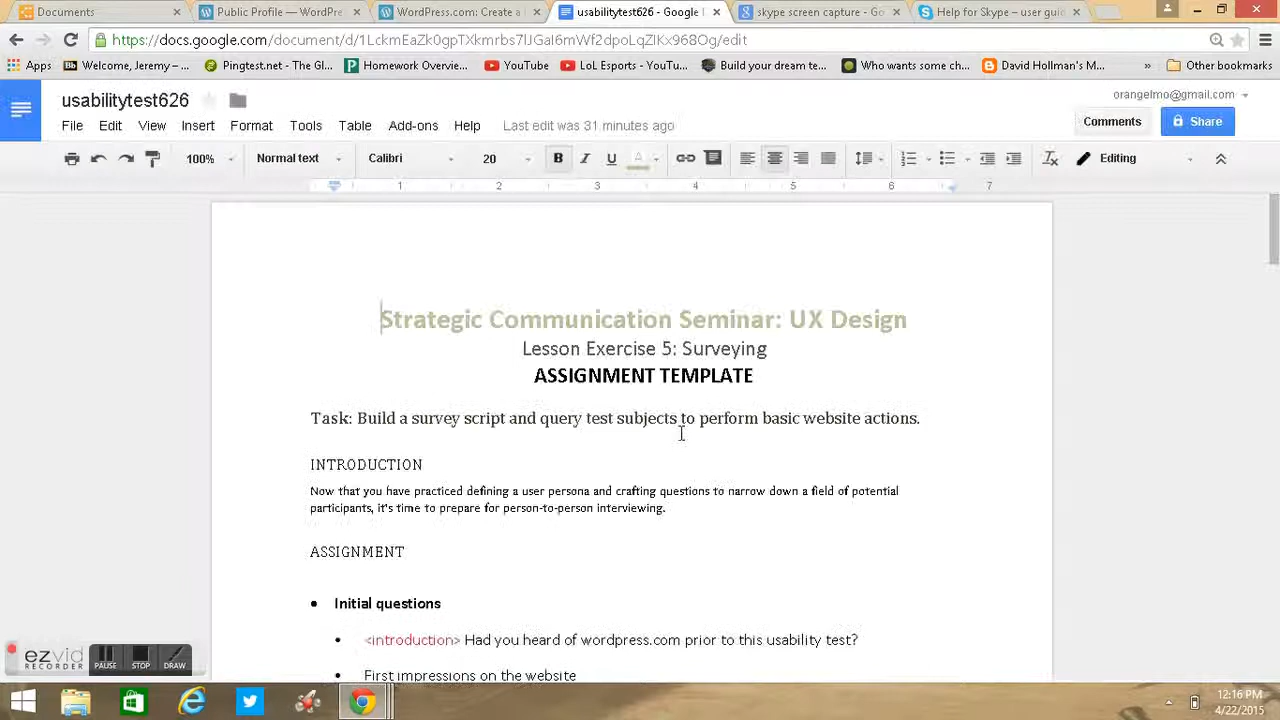 Documents
Public Profile — WordPre
WordPress.com: Create a
usabilitytest626 - Google
skype screen capture - Go
Help for Skype – user guid
Apps
Welcome, Jeremy – ...
Pingtest.net - The Gl...
Homework Overvie...
YouTube
LoL Esports - YouTu...
Build your dream te...
Who wants some ch...
David Hollman's M...
»
Other bookmarks
usabilitytest626
orangelmo@gmail.com
File Edit View Insert Format Tools Table Add-ons Help Last edit was 31 minutes ago
Comments
Share
100% Normal text Calibri 20 B I U A Editing
1 2 3 4 5 6 7
Strategic Communication Seminar: UX Design
Lesson Exercise 5: Surveying
ASSIGNMENT TEMPLATE
Task: Build a survey script and query test subjects to perform basic website actions.
INTRODUCTION
Now that you have practiced defining a user persona and crafting questions to narrow down a field of potential
participants, it's time to prepare for person-to-person interviewing.
ASSIGNMENT
• Initial questions
• <introduction> Had you heard of wordpress.com prior to this usability test?
• First impressions on the website
ezvid
RECORDER
PAUSE
STOP
DRAW
12:16 PM
4/22/2015